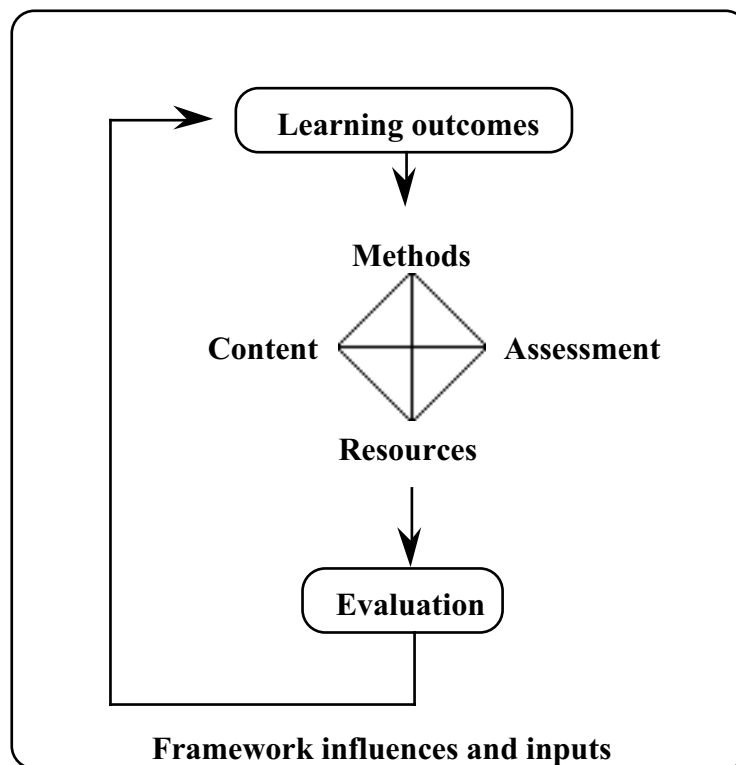 Learning outcomes
Methods
Content
Assessment
Resources
Evaluation
Framework influences and inputs